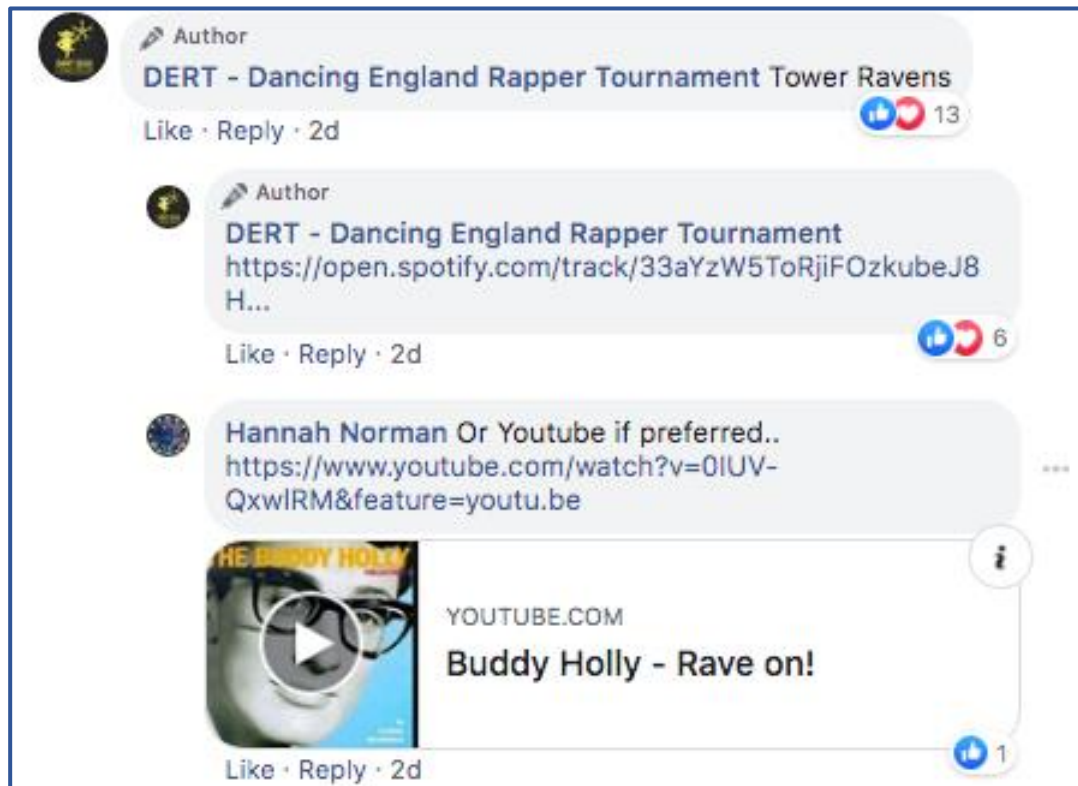 Author
DERT - Dancing England Rapper Tournament Tower Ravens
13
Like · Reply · 2d
Author
DERT - Dancing England Rapper Tournament
https://open.spotify.com/track/33aYzW5ToRjiFOzkubeJ8
H...
6
Like · Reply · 2d
Hannah Norman Or Youtube if preferred..
https://www.youtube.com/watch?v=0IUV-
QxwlRM&feature=youtu.be
THE BUDDY HOLLY
YOUTUBE.COM
Buddy Holly - Rave on!
1
Like · Reply · 2d